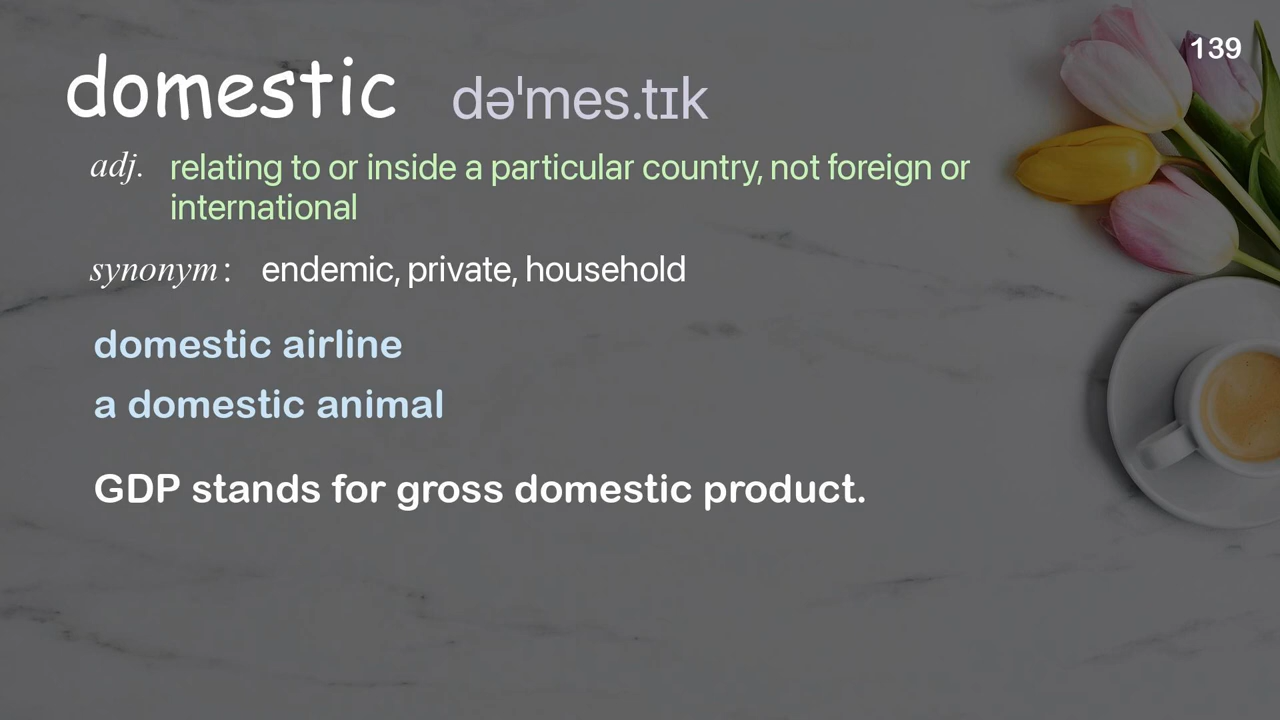 139
domestic dəˈmes.tɪk
adj. relating to or inside a particular country, not foreign or
international
synonym: endemic, private, household
domestic airline
a domestic animal
GDP stands for gross domestic product.